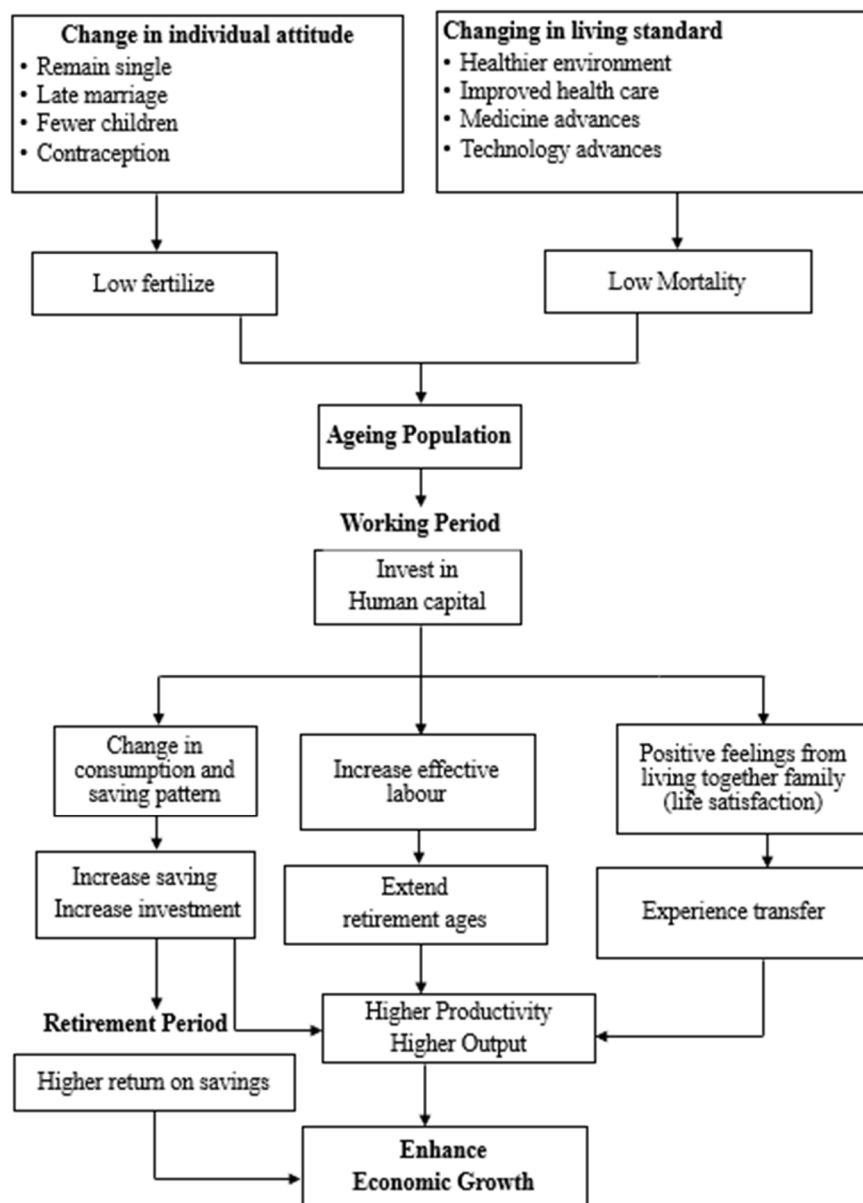 Change in individual attitude
• Remain single
• Late marriage
• Fewer children
• Contraception
Changing in living standard
• Healthier environment
• Improved health care
• Medicine advances
• Technology advances
Low fertilize
Low Mortality
Ageing Population
Working Period
Invest in
Human capital
Change in
consumption and
saving pattern
Increase effective
labour
Positive feelings from
living together family
(life satisfaction)
Increase saving
Increase investment
Extend
retirement ages
Experience transfer
Retirement Period
Higher Productivity
Higher Output
Higher return on savings
Enhance
Economic Growth